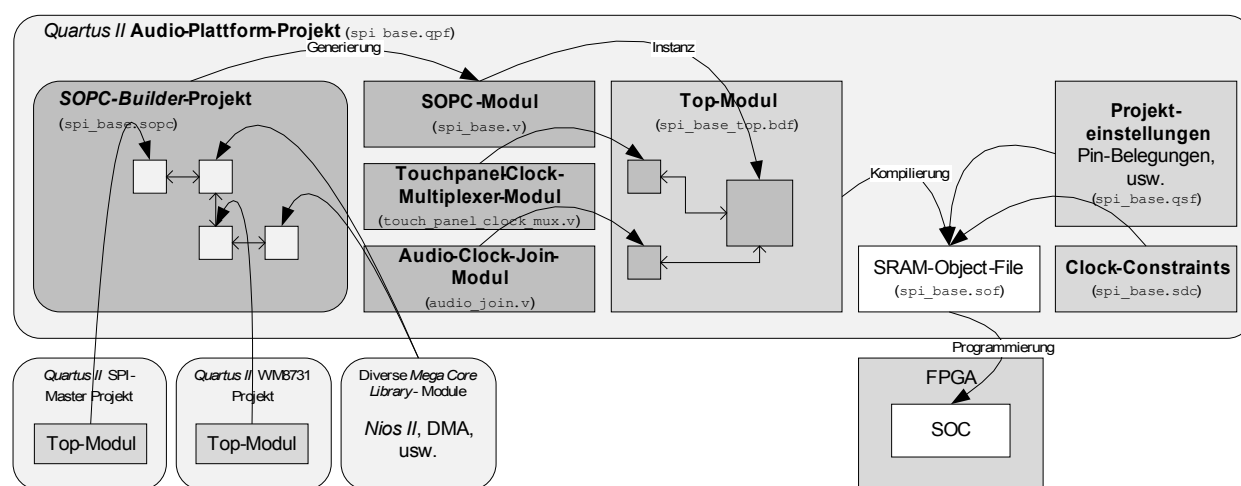 Quartus II Audio-Plattform-Projekt (spi_base.qpf)
Generierung
Instanz
SOPC-Builder-Projekt
(spi_base.sopc)
SOPC-Modul
(spi_base.v)
Touchpanel-Clock-
Multiplexer-Modul
(touch_panel_clock_mux.v)
Audio-Clock-Join-
Modul
(audio_join.v)
Top-Modul
(spi_base_top.bdf)
Kompilierung
Projekt-
einstellungen
Pin-Belegungen,
usw.
(spi_base.qsf)
SRAM-Object-File
(spi_base.sof)
Clock-Constraints
(spi_base.sdc)
Programmierung
Quartus II SPI-
Master Projekt
Top-Modul
Quartus II WM8731
Projekt
Top-Modul
Diverse Mega Core
Library- Module
Nios II, DMA,
usw.
FPGA
SOC